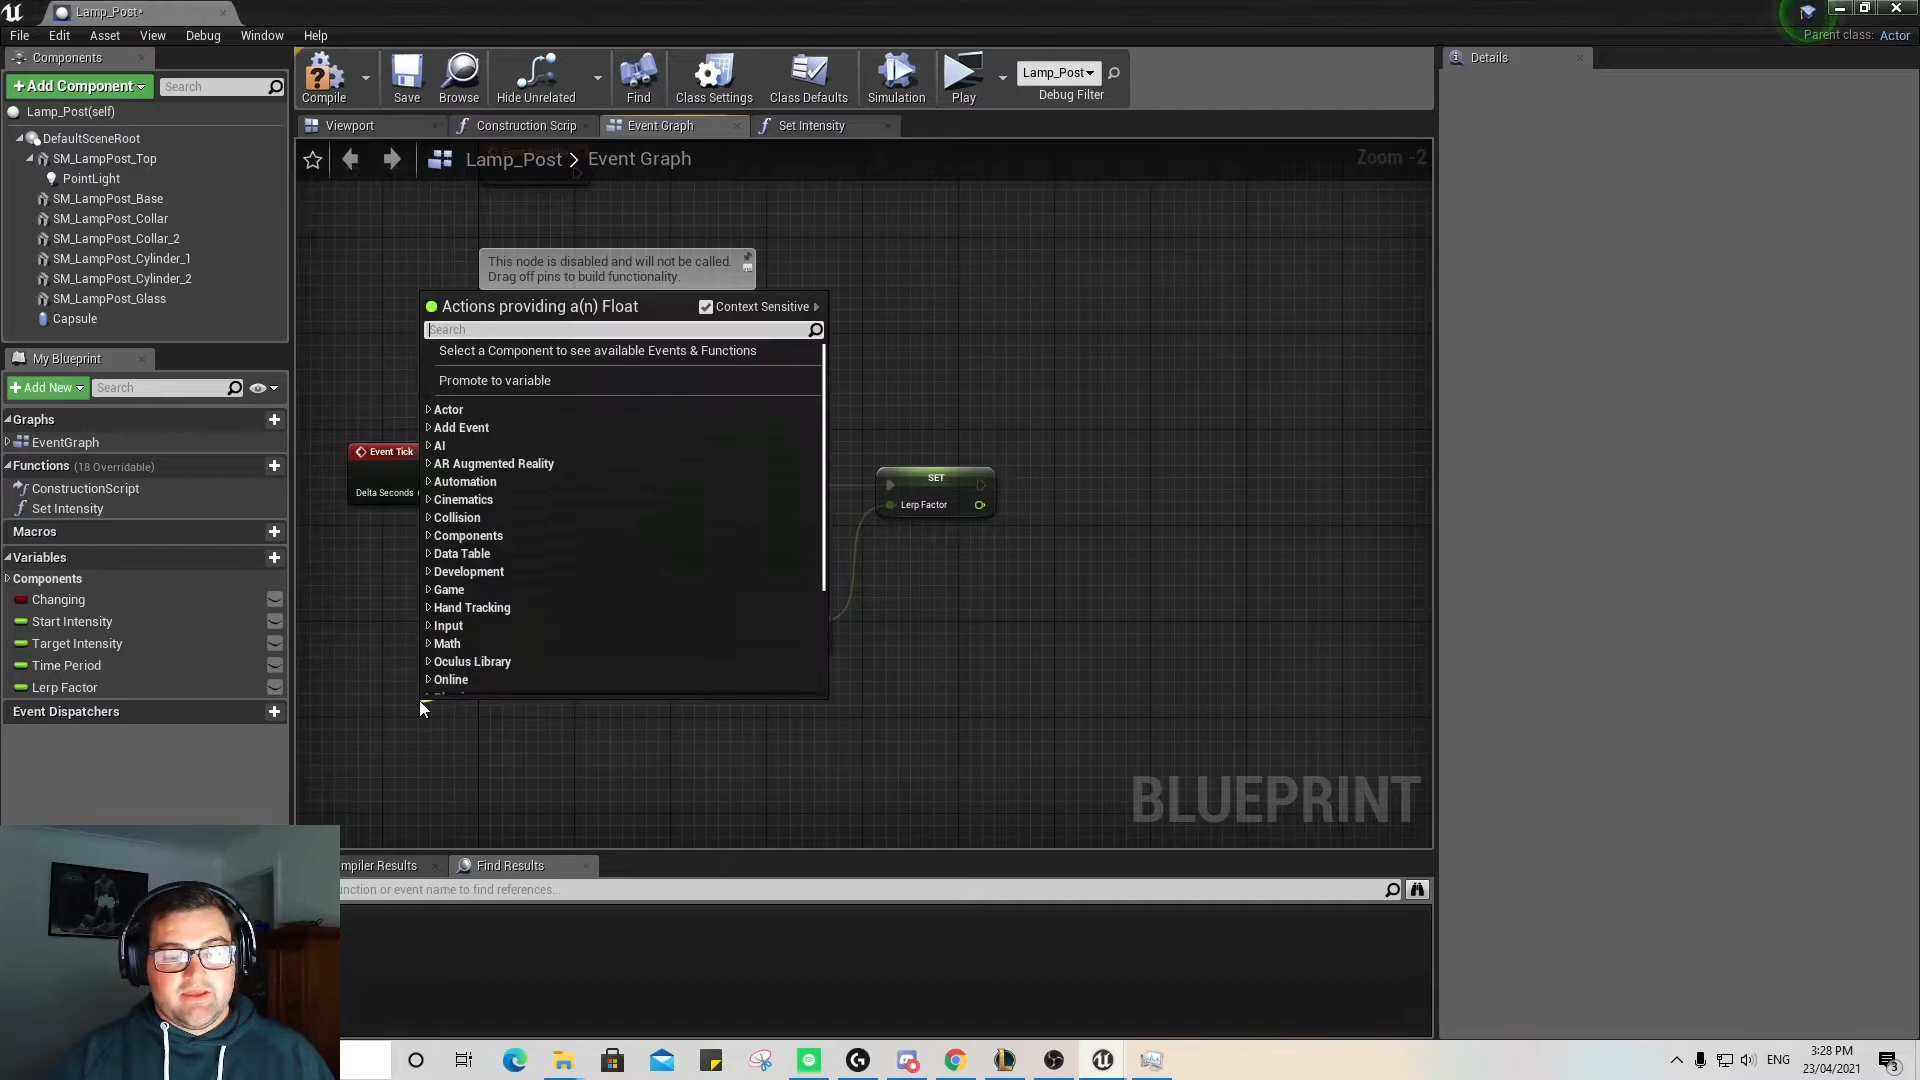 Lamp_Post*
File Edit Asset View Debug Window Help
Parent class: Actor
Components
Add Component
Search
Lamp_Post(self)
DefaultSceneRoot
SM_LampPost_Top
PointLight
SM_LampPost_Base
SM_LampPost_Collar
SM_LampPost_Collar_2
SM_LampPost_Cylinder_1
SM_LampPost_Cylinder_2
SM_LampPost_Glass
Capsule
My Blueprint
Add New
Search
Graphs
EventGraph
Functions (18 Overridable)
ConstructionScript
Set Intensity
Macros
Variables
Components
Changing
Start Intensity
Target Intensity
Time Period
Lerp Factor
Event Dispatchers
Compile
Save
Browse
Hide Unrelated
Find
Class Settings
Class Defaults
Simulation
Play
Lamp_Post
Debug Filter
Viewport
Construction Scrip
Event Graph
Set Intensity
Lamp_Post > Event Graph
Zoom -2
This node is disabled and will not be called.
Drag off pins to build functionality.
Actions providing a(n) Float
Context Sensitive
Search
Select a Component to see available Events & Functions
Promote to variable
Actor
Add Event
AI
AR Augmented Reality
Automation
Cinematics
Collision
Components
Data Table
Development
Game
Hand Tracking
Input
Math
Oculus Library
Online
Event Tick
Delta Seconds
SET
Lerp Factor
BLUEPRINT
mpiler Results
Find Results
unction or event name to find references...
Details
ENG
3:28 PM
23/04/2021
3